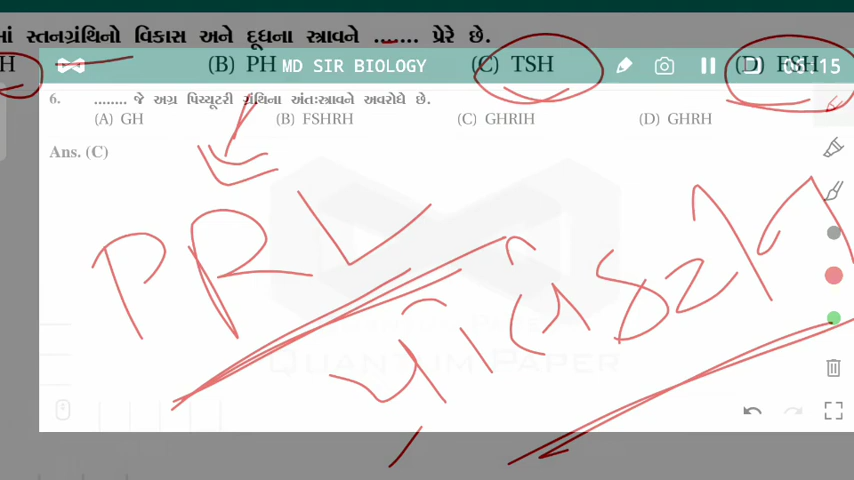 માં સ્તનગ્રંથિનો વિકાસ અને દૂધના સ્ત્રાવને ....... પ્રેરે છે.
H (B) PH MD SIR BIOLOGY (C) TSH (D) FSH 15
6. ........ જે અગ્ર પિચ્યુટરી ગ્રંથિના અંતઃસ્ત્રાવને અવરોધે છે.
(A) GH (B) FSHRH (C) GHRIH (D) GHRH
Ans. (C)
PRL
QUANTUM PAPER